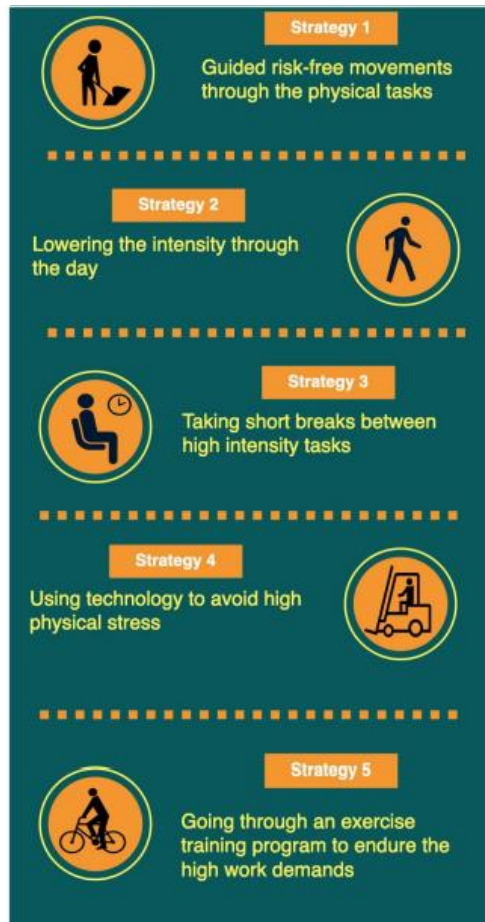 Strategy 1
Guided risk-free movements
through the physical tasks
Strategy 2
Lowering the intensity through
the day
Strategy 3
Taking short breaks between
high intensity tasks
Strategy 4
Using technology to avoid high
physical stress
Strategy 5
Going through an exercise
training program to endure the
high work demands